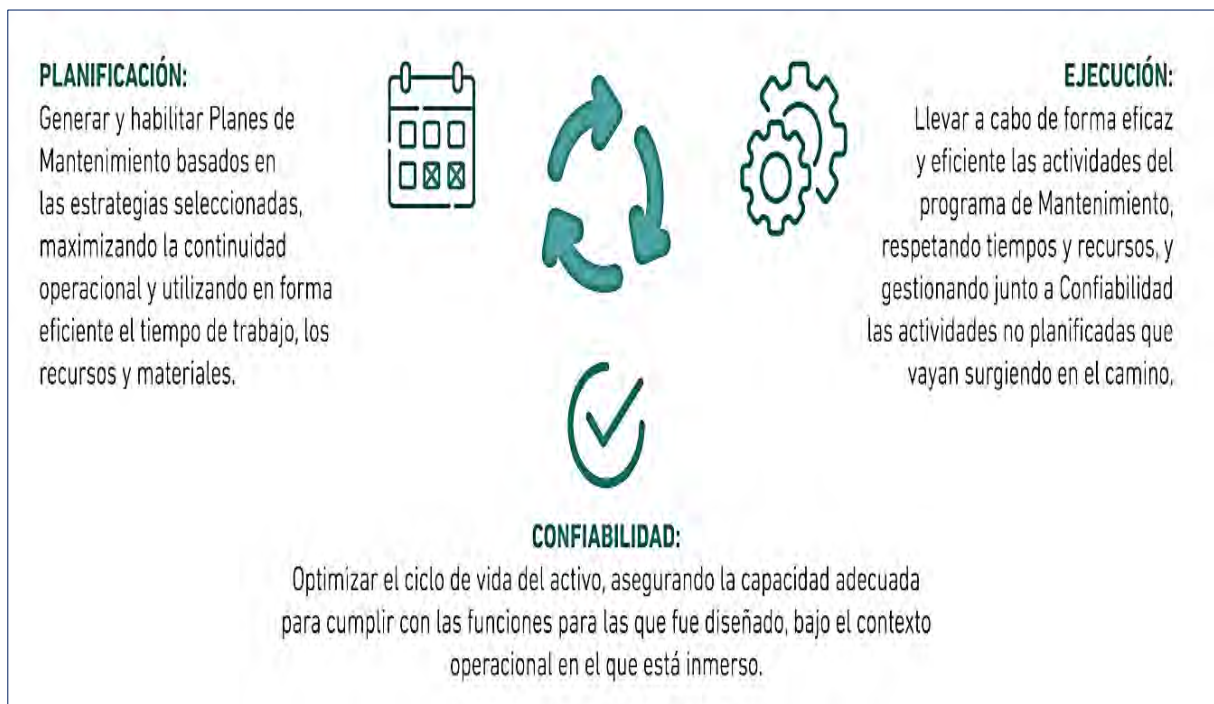 PLANIFICACIÓN:
Generar y habilitar Planes de
Mantenimiento basados en
las estrategias seleccionadas,
maximizando la continuidad
operacional y utilizando en forma
eficiente el tiempo de trabajo, los
recursos y materiales.
EJECUCIÓN:
Llevar a cabo de forma eficaz
y eficiente las actividades del
programa de Mantenimiento,
respetando tiempos y recursos, y
gestionando junto a Confiabilidad
las actividades no planificadas que
vayan surgiendo en el camino.
CONFIABILIDAD:
Optimizar el ciclo de vida del activo, asegurando la capacidad adecuada
para cumplir con las funciones para las que fue diseñado, bajo el contexto
operacional en el que está inmerso.